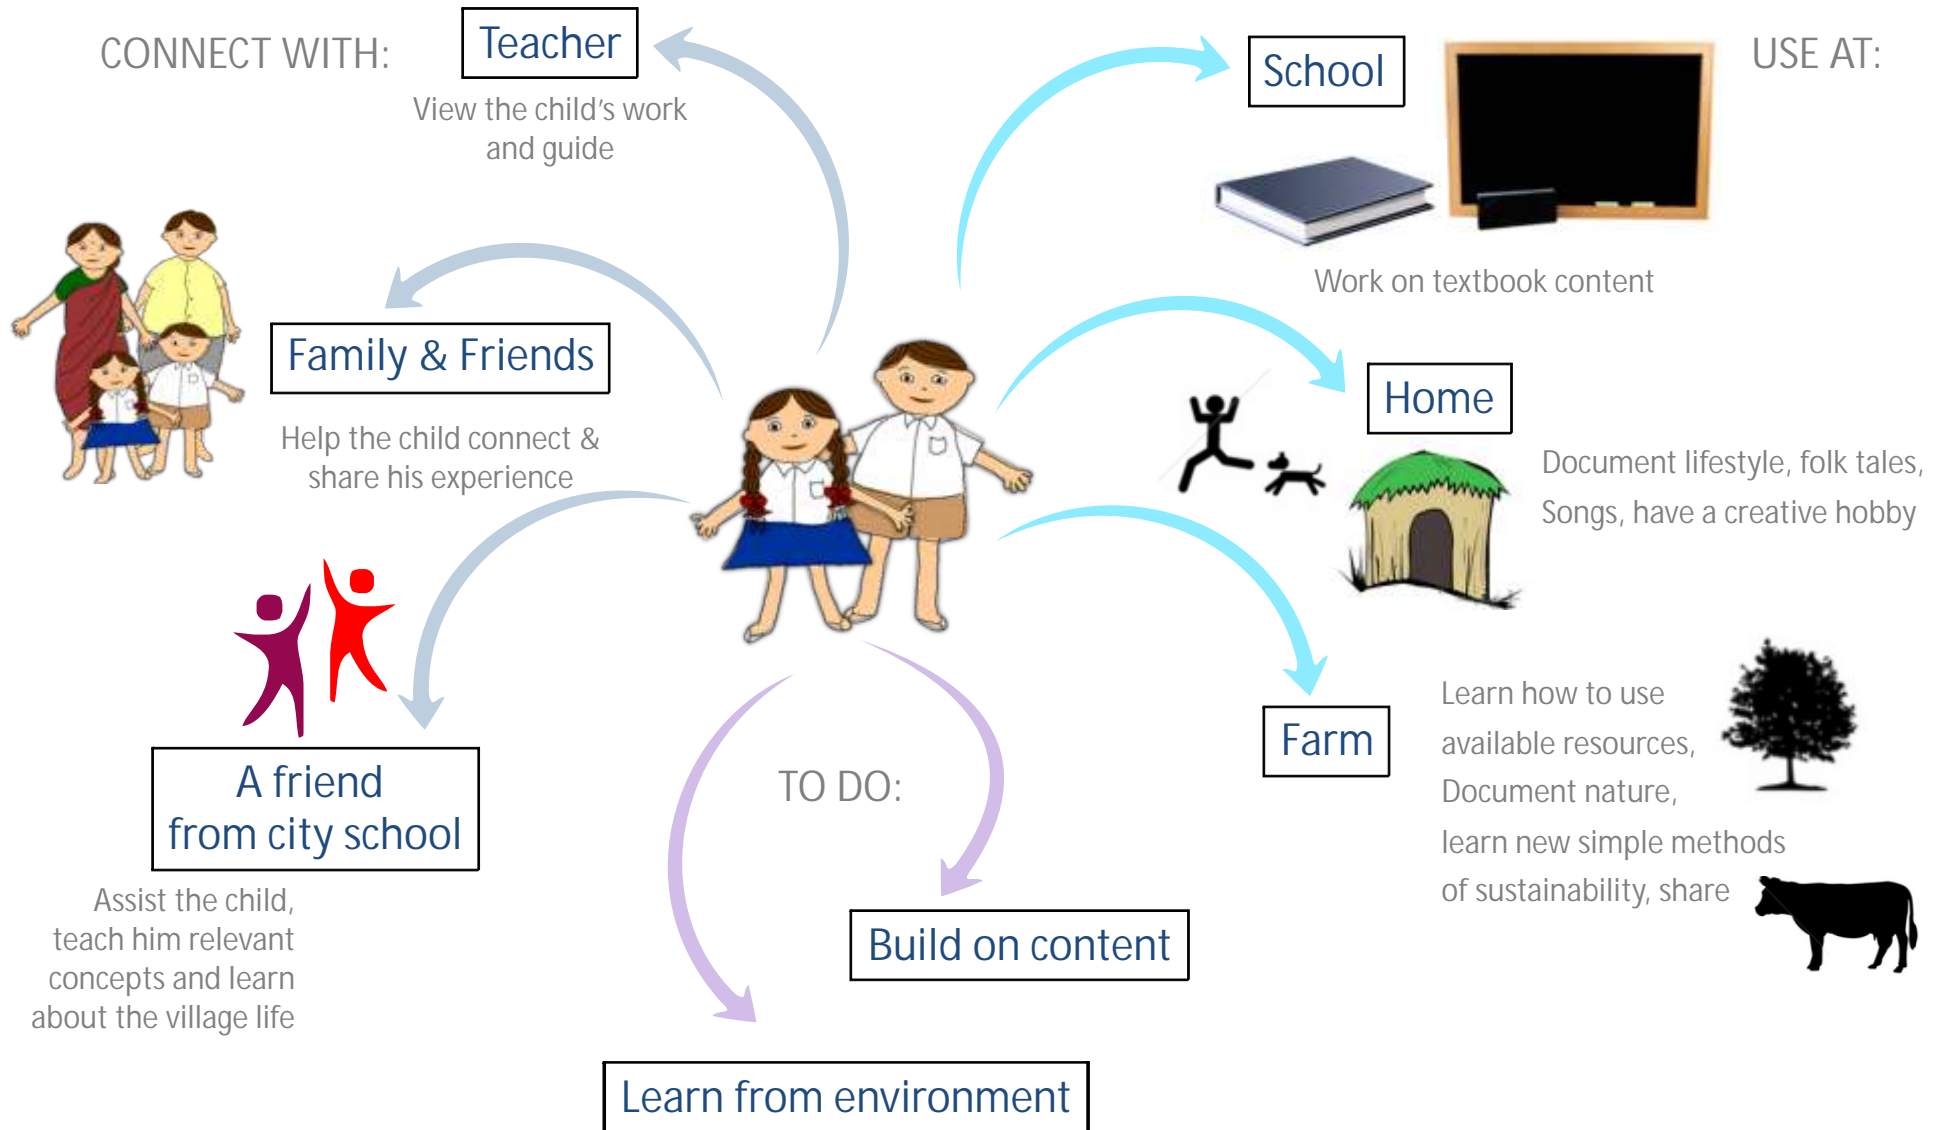 CONNECT WITH:
Teacher
View the child's work
and guide
Family & Friends
Help the child connect &
share his experience
A friend
from city school
Assist the child,
teach him relevant
concepts and learn
about the village life
USE AT:
School
Work on textbook content
Home
Document lifestyle, folk tales,
Songs, have a creative hobby
Farm
Learn how to use
available resources,
Document nature,
learn new simple methods
of sustainability, share
TO DO:
Build on content
Learn from environment